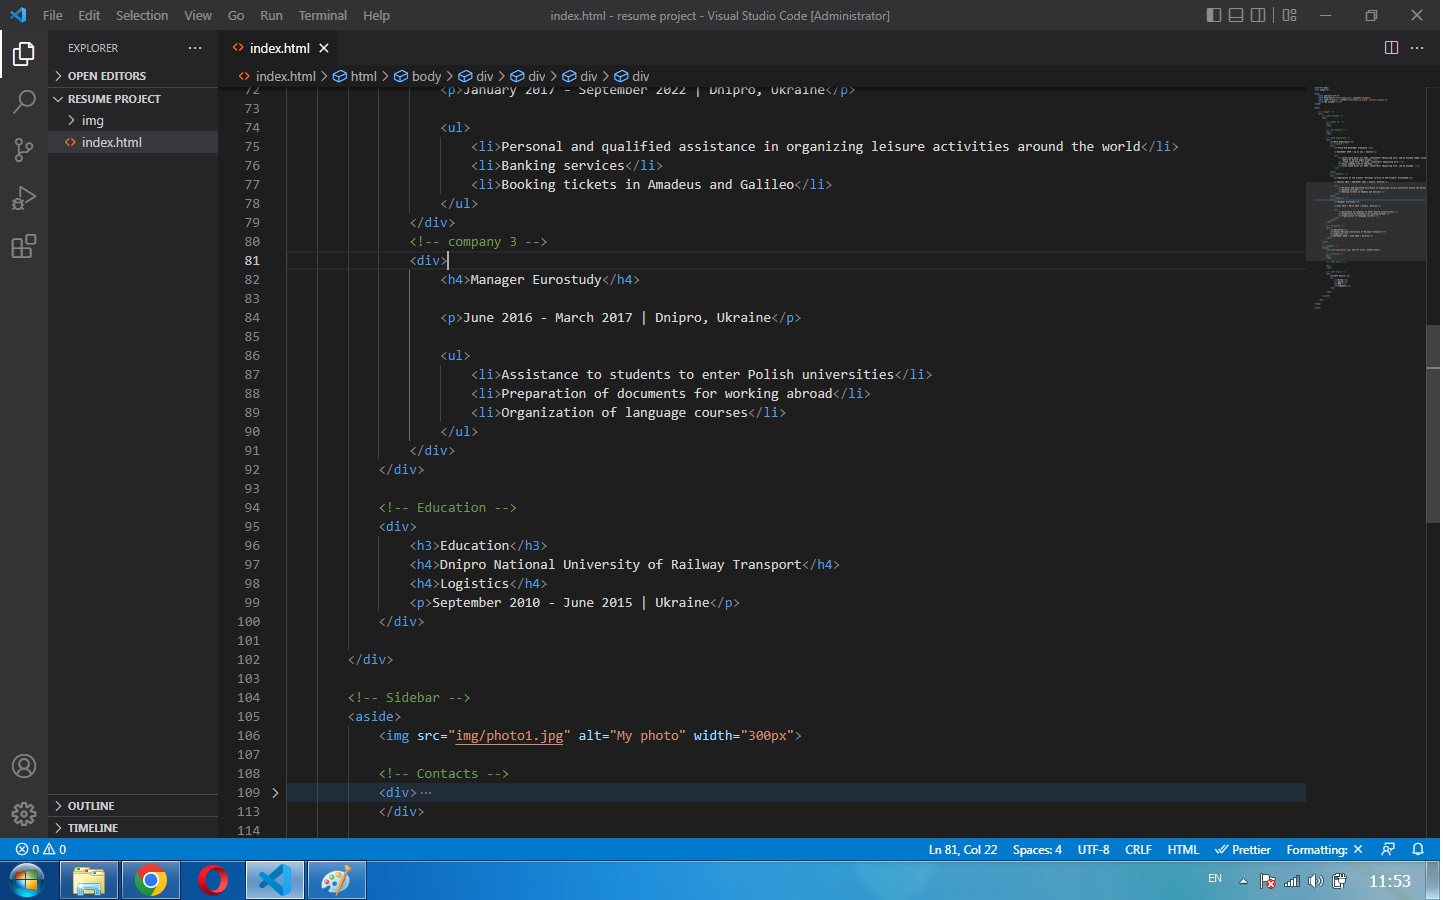 File Edit Selection View Go Run Terminal Help
index.html - resume project - Visual Studio Code [Administrator]
EXPLORER
index.html
OPEN EDITORS
index.html > html > body > div > div > div > div
RESUME PROJECT
img
index.html
72 <p>January 2017 - September 2022 | Dnipro, Ukraine</p>
73
74 <ul>
75 <li>Personal and qualified assistance in organizing leisure activities around the world</li>
76 <li>Banking services</li>
77 <li>Booking tickets in Amadeus and Galileo</li>
78 </ul>
79 </div>
80 <!-- company 3 -->
81 <div>
82 <h4>Manager Eurostudy</h4>
83
84 <p>June 2016 - March 2017 | Dnipro, Ukraine</p>
85
86 <ul>
87 <li>Assistance to students to enter Polish universities</li>
88 <li>Preparation of documents for working abroad</li>
89 <li>Organization of language courses</li>
90 </ul>
91 </div>
92 </div>
93
94 <!-- Education -->
95 <div>
96 <h3>Education</h3>
97 <h4>Dnipro National University of Railway Transport</h4>
98 <h4>Logistics</h4>
99 <p>September 2010 - June 2015 | Ukraine</p>
100 </div>
101
102 </div>
103
104 <!-- Sidebar -->
105 <aside>
106 <img src="img/photo1.jpg" alt="My photo" width="300px">
107
108 <!-- Contacts -->
109 <div>…
113 </div>
114
OUTLINE
TIMELINE
0 0
Ln 81, Col 22 Spaces: 4 UTF-8 CRLF HTML Prettier Formatting: ×
EN
11:53